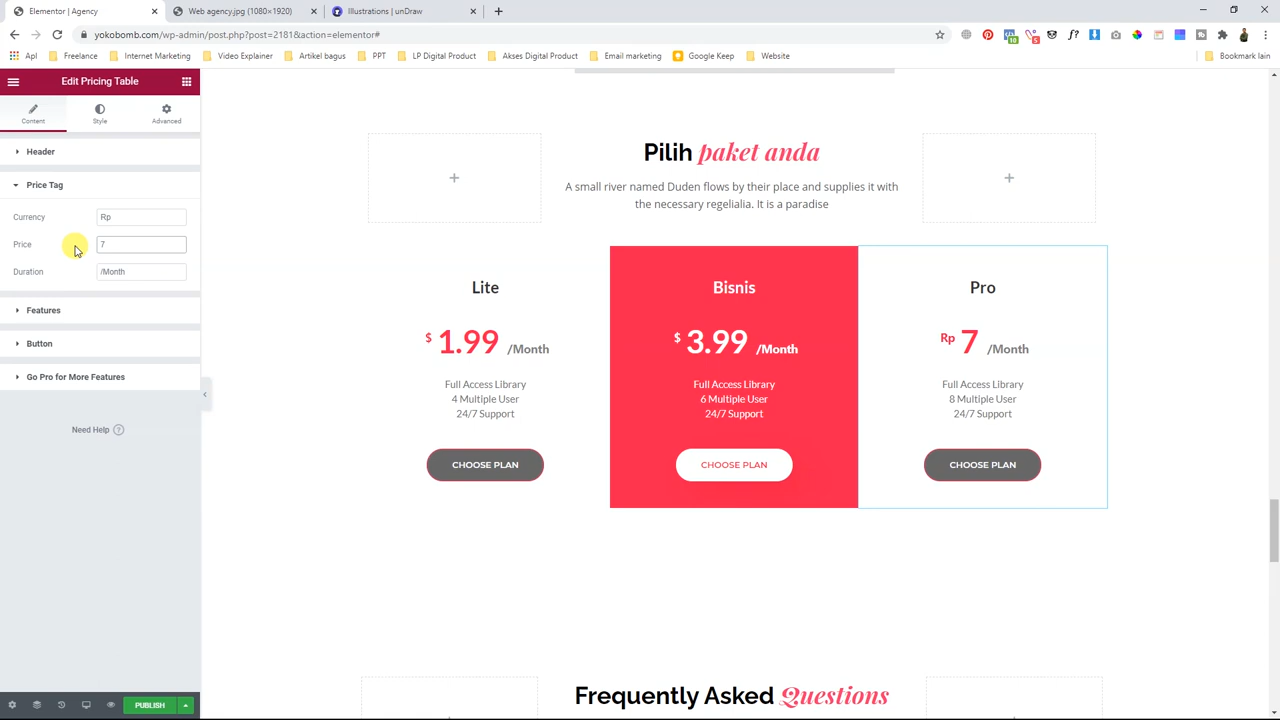 Elementor | Agency
Web agency.jpg (1080×1920)
Illustrations | unDraw
yokobomb.com/wp-admin/post.php?post=2181&action=elementor#
10
5
Apl
Freelance
Internet Marketing
Video Explainer
Artikel bagus
PPT
LP Digital Product
Akses Digital Product
Email marketing
Google Keep
Website
Bookmark lain
Edit Pricing Table
Content
Style
Advanced
Header
Price Tag
Currency
Rp
Price
7
Duration
/Month
Features
Button
Go Pro for More Features
Need Help ?
PUBLISH
Pilih paket anda
A small river named Duden flows by their place and supplies it with
the necessary regelialia. It is a paradise
Lite
$ 1.99 /Month
Full Access Library
4 Multiple User
24/7 Support
CHOOSE PLAN
Bisnis
$ 3.99 /Month
Full Access Library
6 Multiple User
24/7 Support
CHOOSE PLAN
Pro
Rp 7 /Month
Full Access Library
8 Multiple User
24/7 Support
CHOOSE PLAN
Frequently Asked Questions